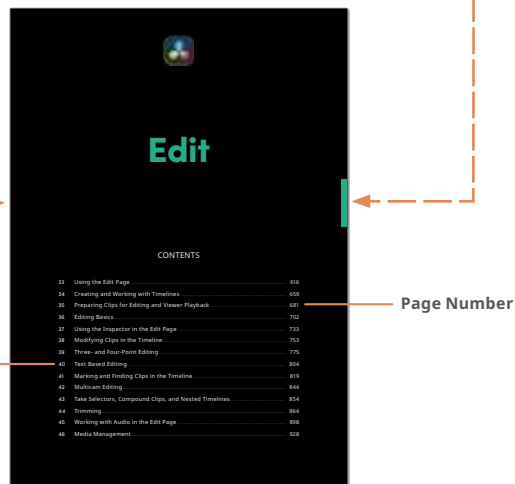 Edit
CONTENTS
33 Using the Edit Page 616
34 Creating and Working with Timelines 659
35 Preparing Clips for Editing and Viewer Playback 681
Page Number
36 Editing Basics 702
37 Using the Inspector in the Edit Page 733
38 Modifying Clips in the Timeline 753
39 Three- and Four-Point Editing 775
40 Text Based Editing 804
41 Marking and Finding Clips in the Timeline 819
42 Multicam Editing 844
43 Take Selectors, Compound Clips, and Nested Timelines 854
44 Trimming 864
45 Working with Audio in the Edit Page 898
46 Media Management 928